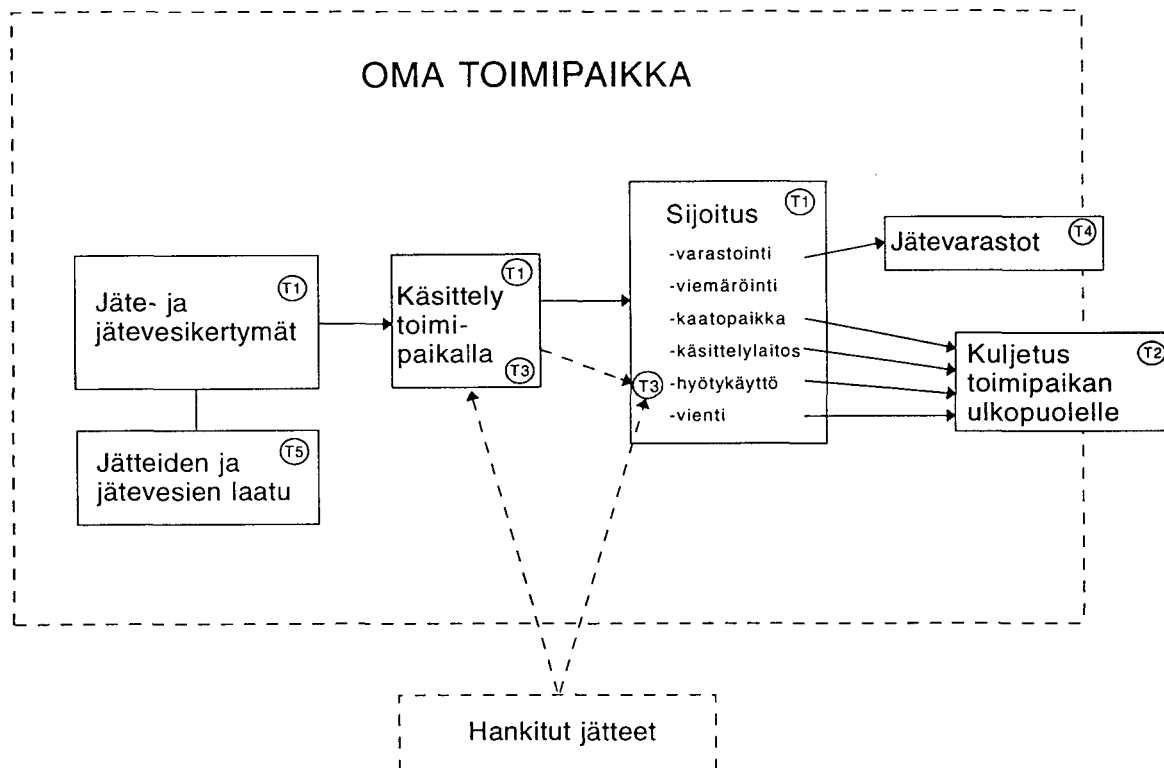 OMA TOIMIPAIKKA
T1
Jäte- ja
jätevesikertymät
T5
Jätteiden ja
jätevesien laatu
T1
Käsittely
toimi-
paikalla
T3
T1
Sijoitus
-varastointi
-viemäröinti
-kaatopaikka
-käsittelylaitos
T3
-hyötykäyttö
-vienti
Jätevarastot
T4
Kuljetus
T2
toimipaikan
ulkopuolelle
Hankitut jätteet